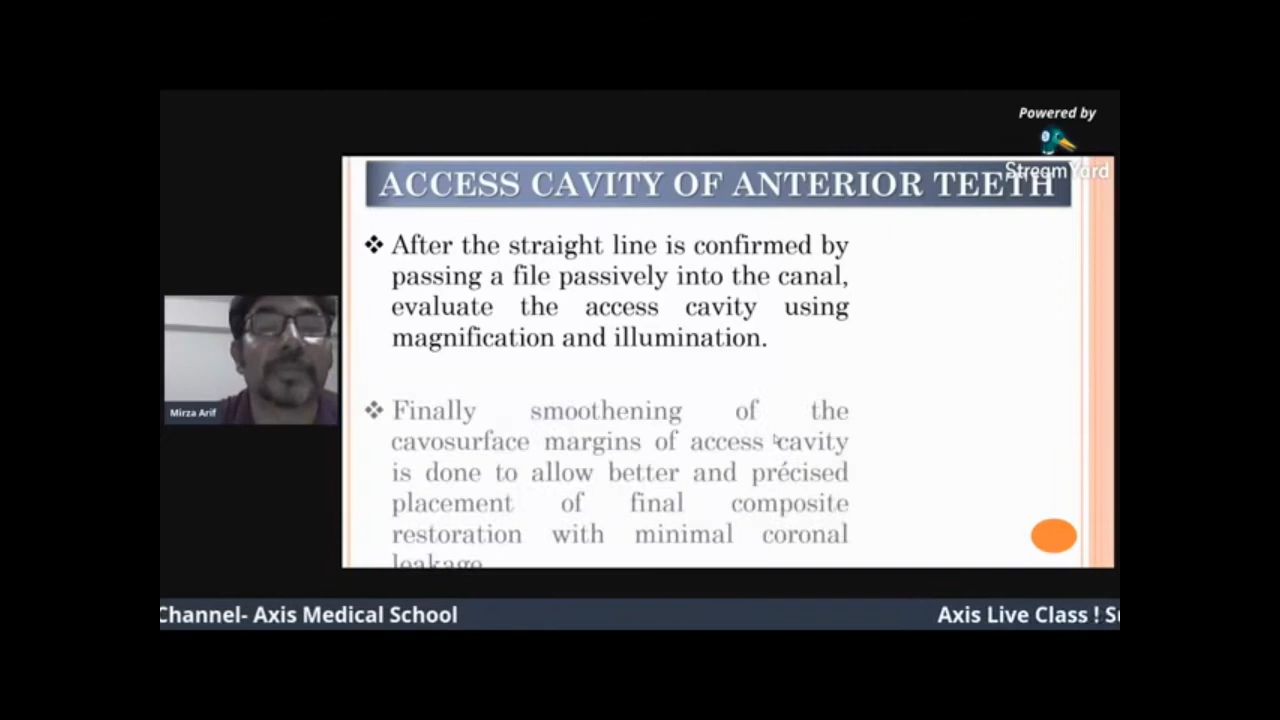 Powered by
StreamYard
ACCESS CAVITY OF ANTERIOR TEETH
❖ After the straight line is confirmed by
passing a file passively into the canal,
evaluate the access cavity using
magnification and illumination.
❖ Finally smoothening of the
cavosurface margins of access cavity
is done to allow better and précised
placement of final composite
restoration with minimal coronal
leakage
Mirza Arif
Channel- Axis Medical School
Axis Live Class ! S